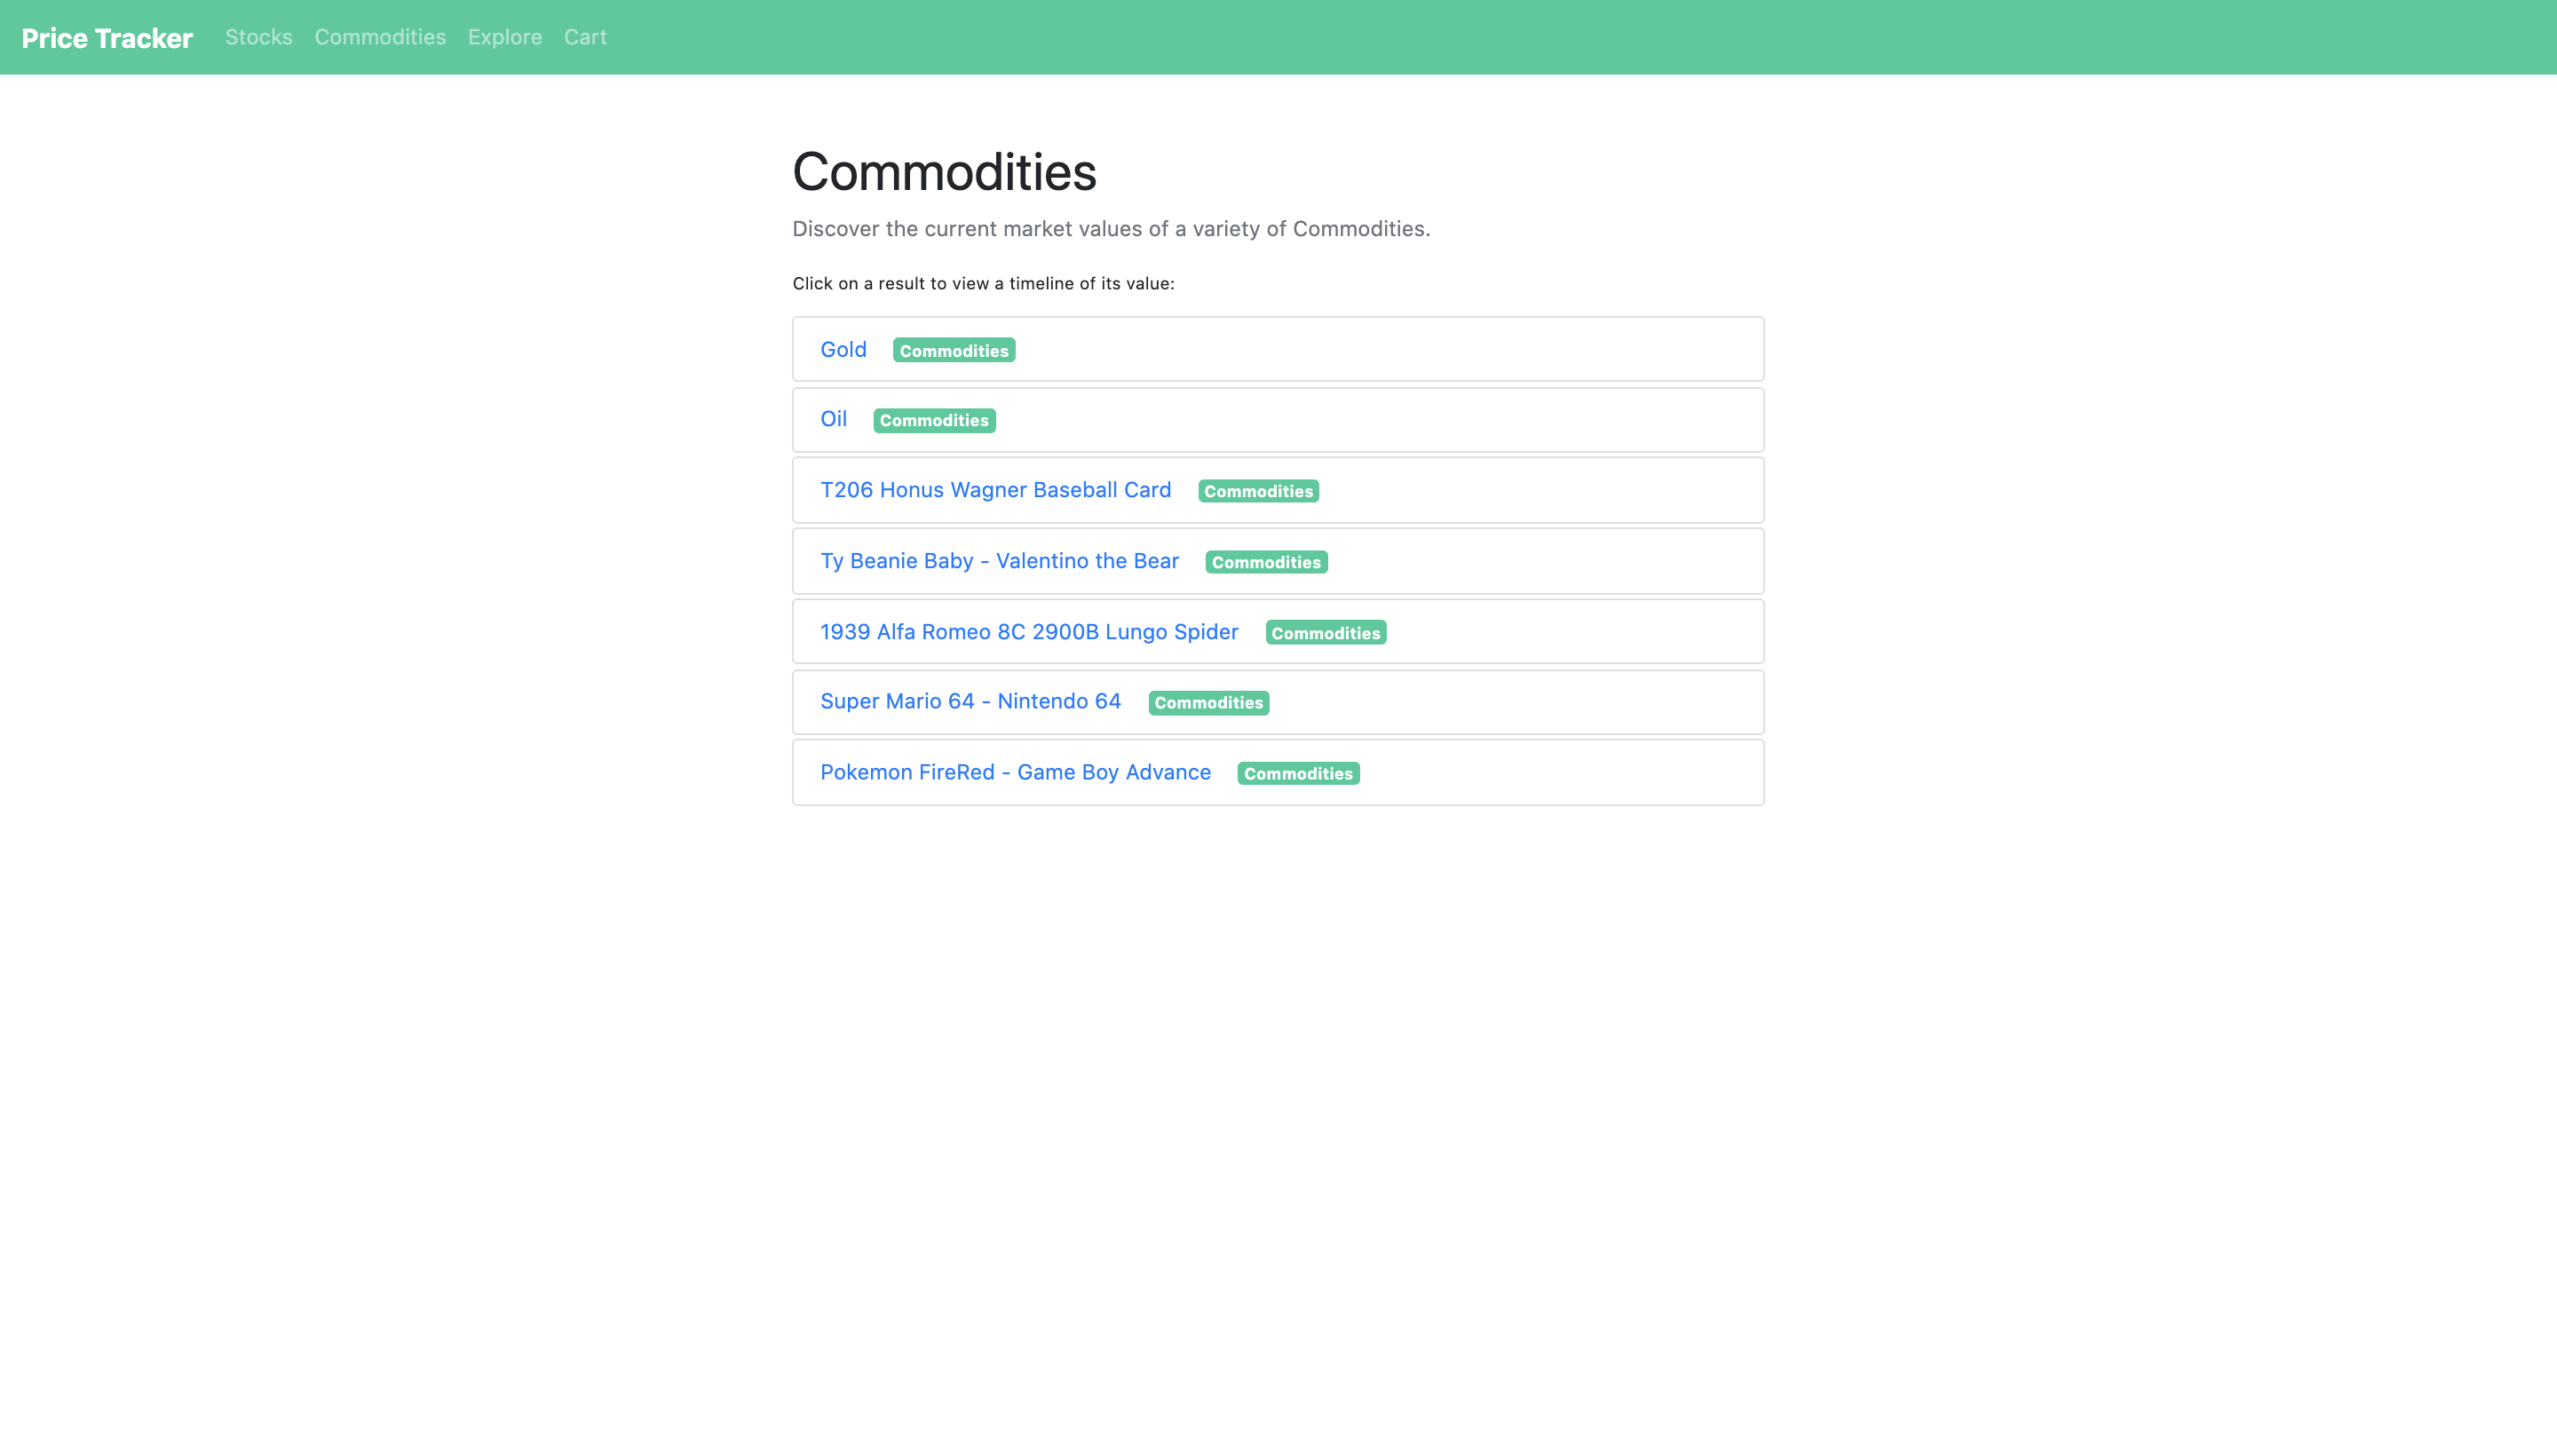 Price Tracker Stocks Commodities Explore Cart
Commodities
Discover the current market values of a variety of Commodities.
Click on a result to view a timeline of its value:
Gold Commodities
Oil Commodities
T206 Honus Wagner Baseball Card Commodities
Ty Beanie Baby - Valentino the Bear Commodities
1939 Alfa Romeo 8C 2900B Lungo Spider Commodities
Super Mario 64 - Nintendo 64 Commodities
Pokemon FireRed - Game Boy Advance Commodities